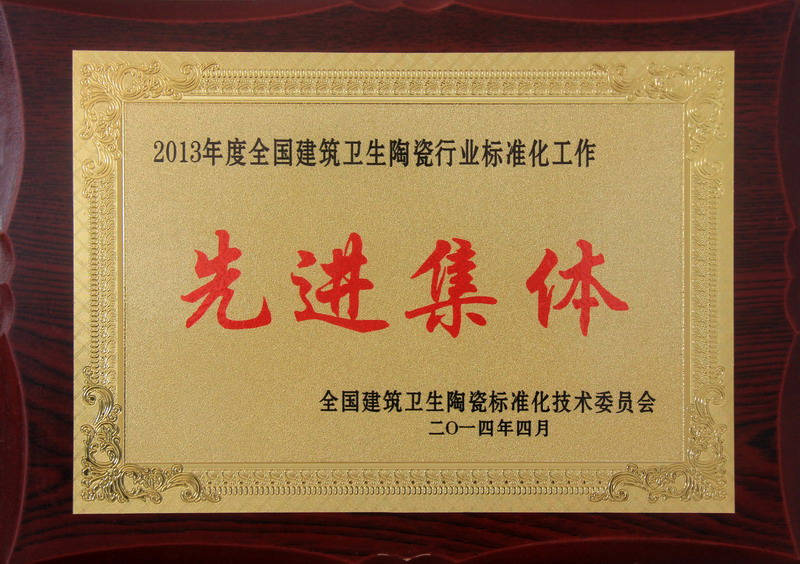 2013年度全国建筑卫生陶瓷行业标准化工作
先进集体
全国建筑卫生陶瓷标准化技术委员会
二〇一四年四月